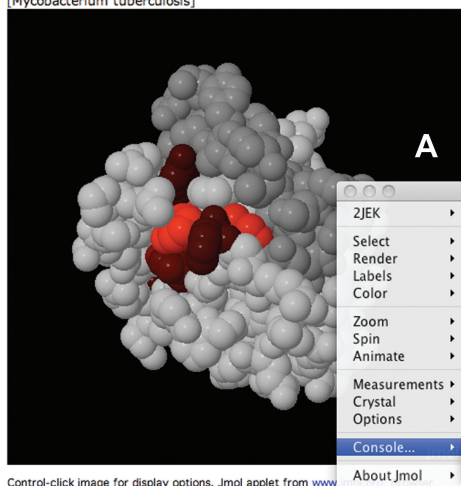 [Mycobacterium tuberculosis]
A
2JEK
Select
Render
Labels
Color
Zoom
Spin
Animate
Measurements
Crystal
Options
Console...
About Jmol
Control-click image for display options. Jmol applet from www